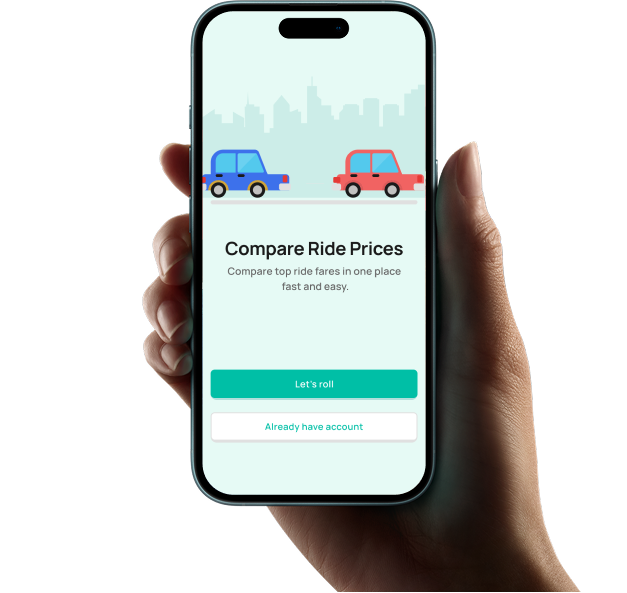 Compare Ride Prices
Compare top ride fares in one place
fast and easy.
Let's roll
Already have account